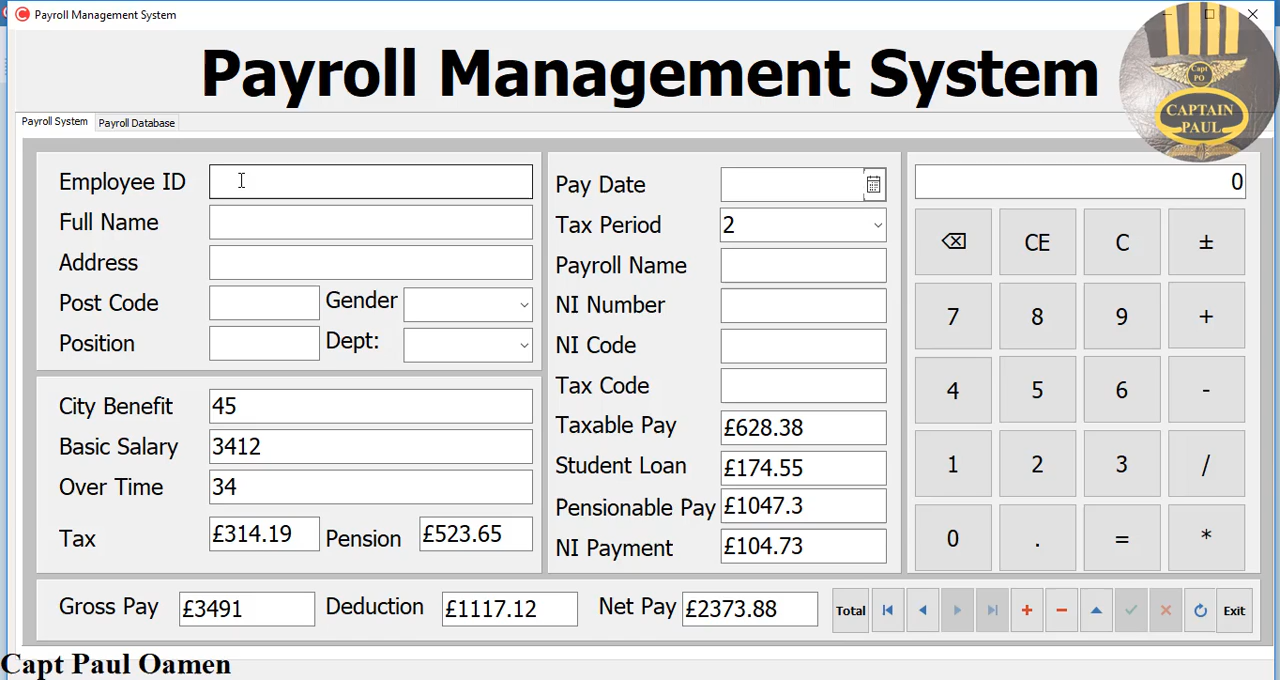 Payroll Management System
Payroll Management System
Capt
PO
CAPTAIN
PAUL
Payroll System Payroll Database
Employee ID
Full Name
Address
Post Code Gender
Position Dept:
City Benefit 45
Basic Salary 3412
Over Time 34
Tax £314.19 Pension £523.65
Pay Date
Tax Period 2
Payroll Name
NI Number
NI Code
Tax Code
Taxable Pay £628.38
Student Loan £174.55
Pensionable Pay £1047.3
NI Payment £104.73
0
⌫ CE C ±
7 8 9 +
4 5 6 -
1 2 3 /
0 . = *
Gross Pay £3491 Deduction £1117.12 Net Pay £2373.88 Total Exit
Capt Paul Oamen